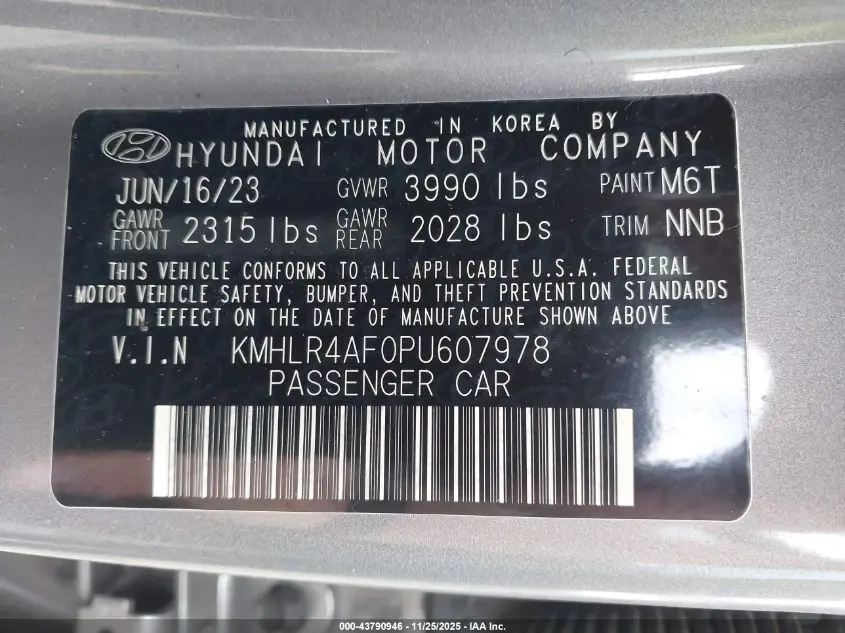 MANUFACTURED IN KOREA BY
HYUNDAI MOTOR COMPANY
JUN/16/23 GVWR 3990 lbs PAINT M6T
GAWR FRONT 2315 lbs GAWR REAR 2028 lbs TRIM NNB
THIS VEHICLE CONFORMS TO ALL APPLICABLE U.S.A. FEDERAL
MOTOR VEHICLE SAFETY, BUMPER, AND THEFT PREVENTION STANDARDS
IN EFFECT ON THE DATE OF MANUFACTURE SHOWN ABOVE
V.I.N KMHLR4AF0PU607978
PASSENGER CAR
000-43790946 - 11/25/2025 - IAA Inc.